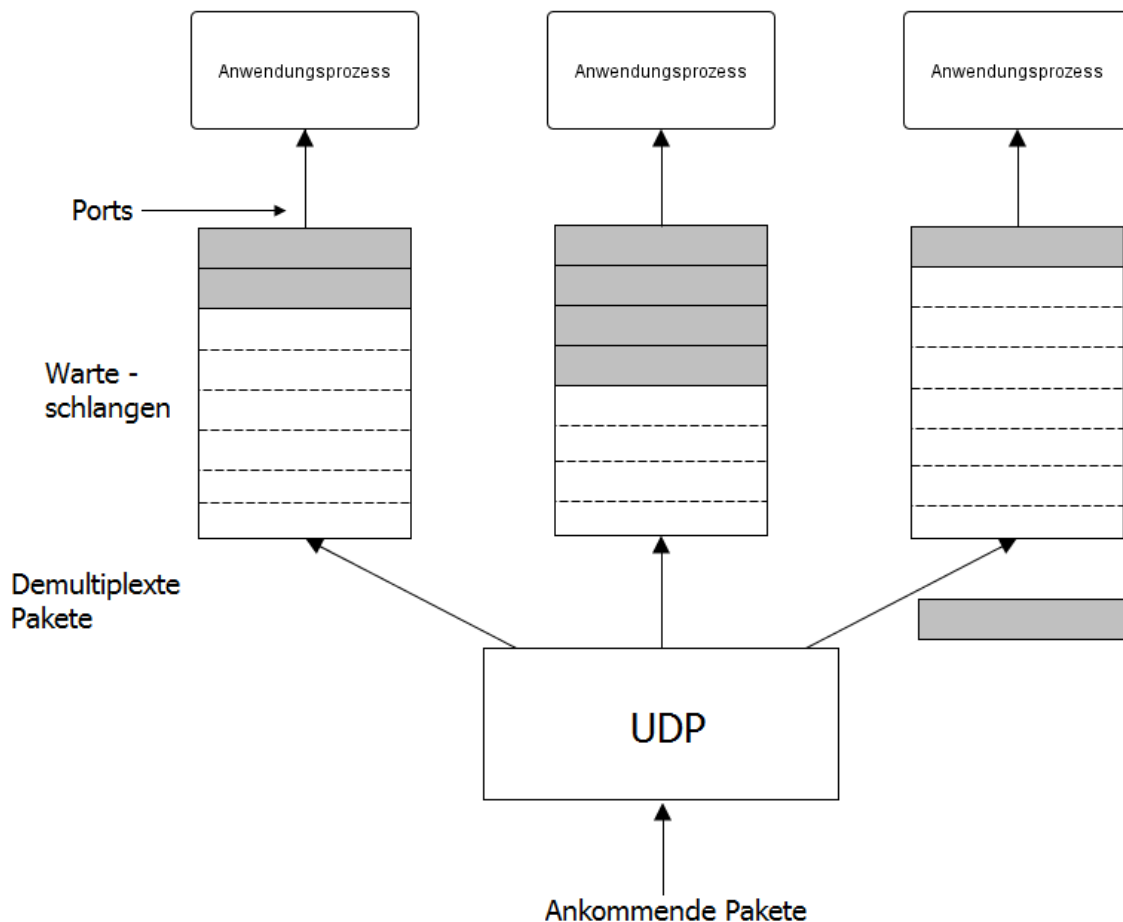 Anwendungsprozess
Anwendungsprozess
Anwendungsprozess
Ports
Warte -
schlangen
Demultiplexte
Pakete
UDP
Ankommende Pakete